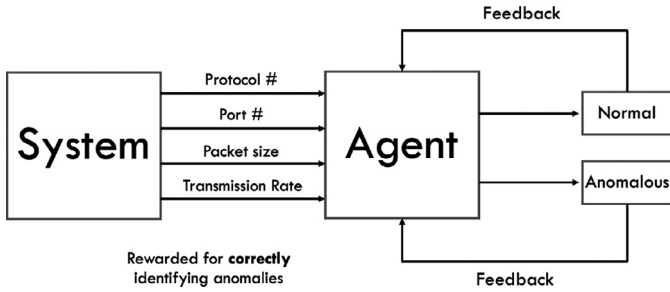 Feedback
System
Protocol #
Port #
Packet size
Transmission Rate
Agent
Normal
Anomalous
Rewarded for correctly
identifying anomalies
Feedback